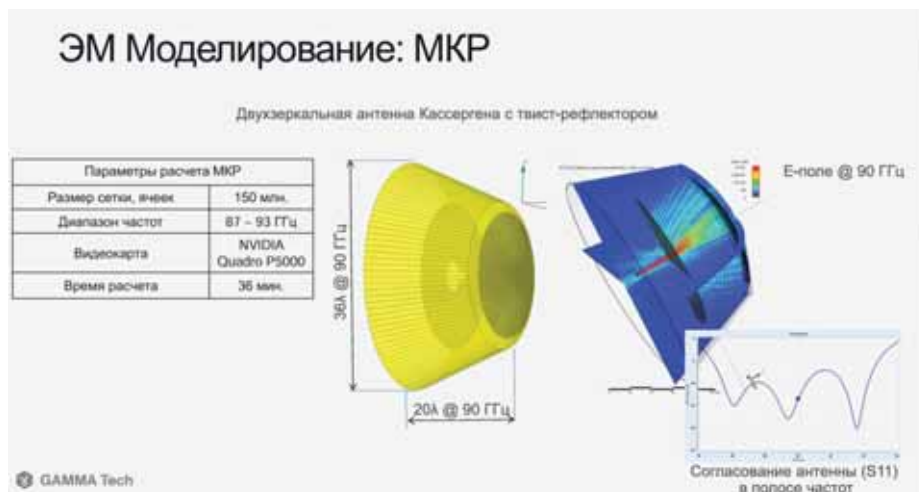 ЭМ Моделирование: МКР
Двухзеркальная антенна Кассергена с твист-рефлектором
Параметры расчета МКР
Размер сетки, ячеек 150 млн.
Диапазон частот 87 – 93 ГГц
Видеокарта NVIDIA
Quadro P5000
Время расчета 36 мин.
36λ @ 90 ГГц
20λ @ 90 ГГц
E-поле @ 90 ГГц
Согласование антенны (S11)
в полосе частот
GAMMA Tech